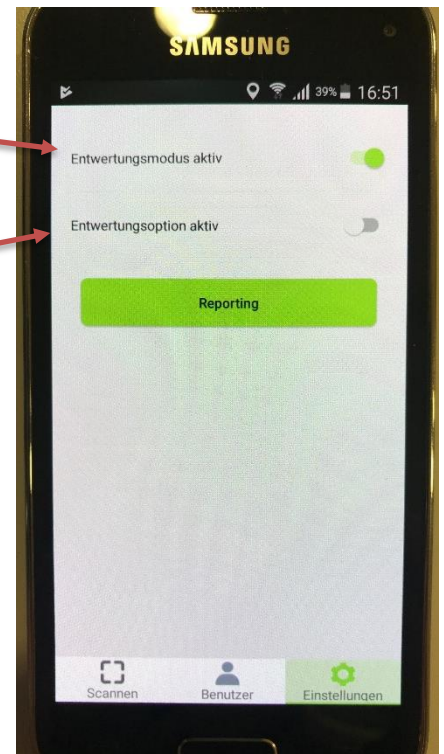 SAMSUNG
39% 16:51
Entwertungsmodus aktiv
Entwertungsoption aktiv
Reporting
Scannen Benutzer Einstellungen